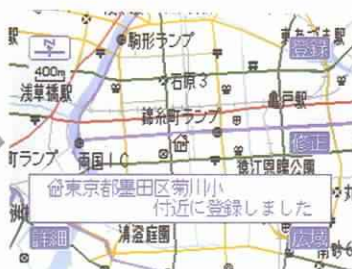 駅
駒形ランプ
登録
400m
石原3
浅草橋駅
亀戸駅
錦糸町ランプ
修正
町ランプ
両国IC
猿江恩賜公園
東京都墨田区菊川小
付近に登録しました
詳細
清澄庭園
広域